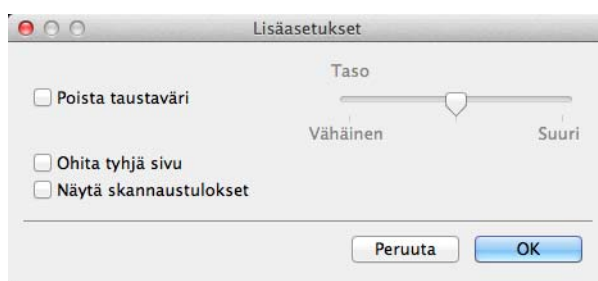 Lisäasetukset
Taso
Poista taustaväri
Vähäinen Suuri
Ohita tyhjä sivu
Näytä skannaustulokset
Peruuta OK